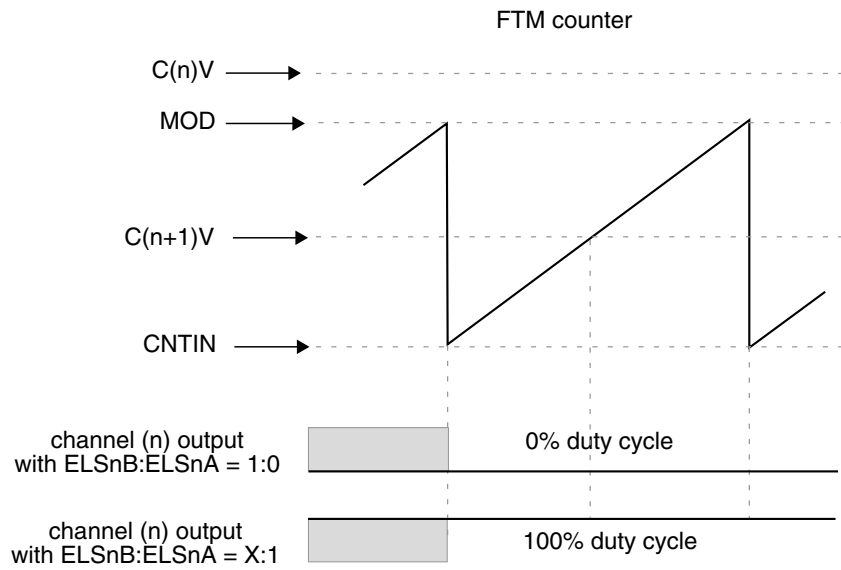 FTM counter
C(n)V
MOD
C(n+1)V
CNTIN
channel (n) output
with ELSnB:ELSnA = 1:0
0% duty cycle
channel (n) output
with ELSnB:ELSnA = X:1
100% duty cycle